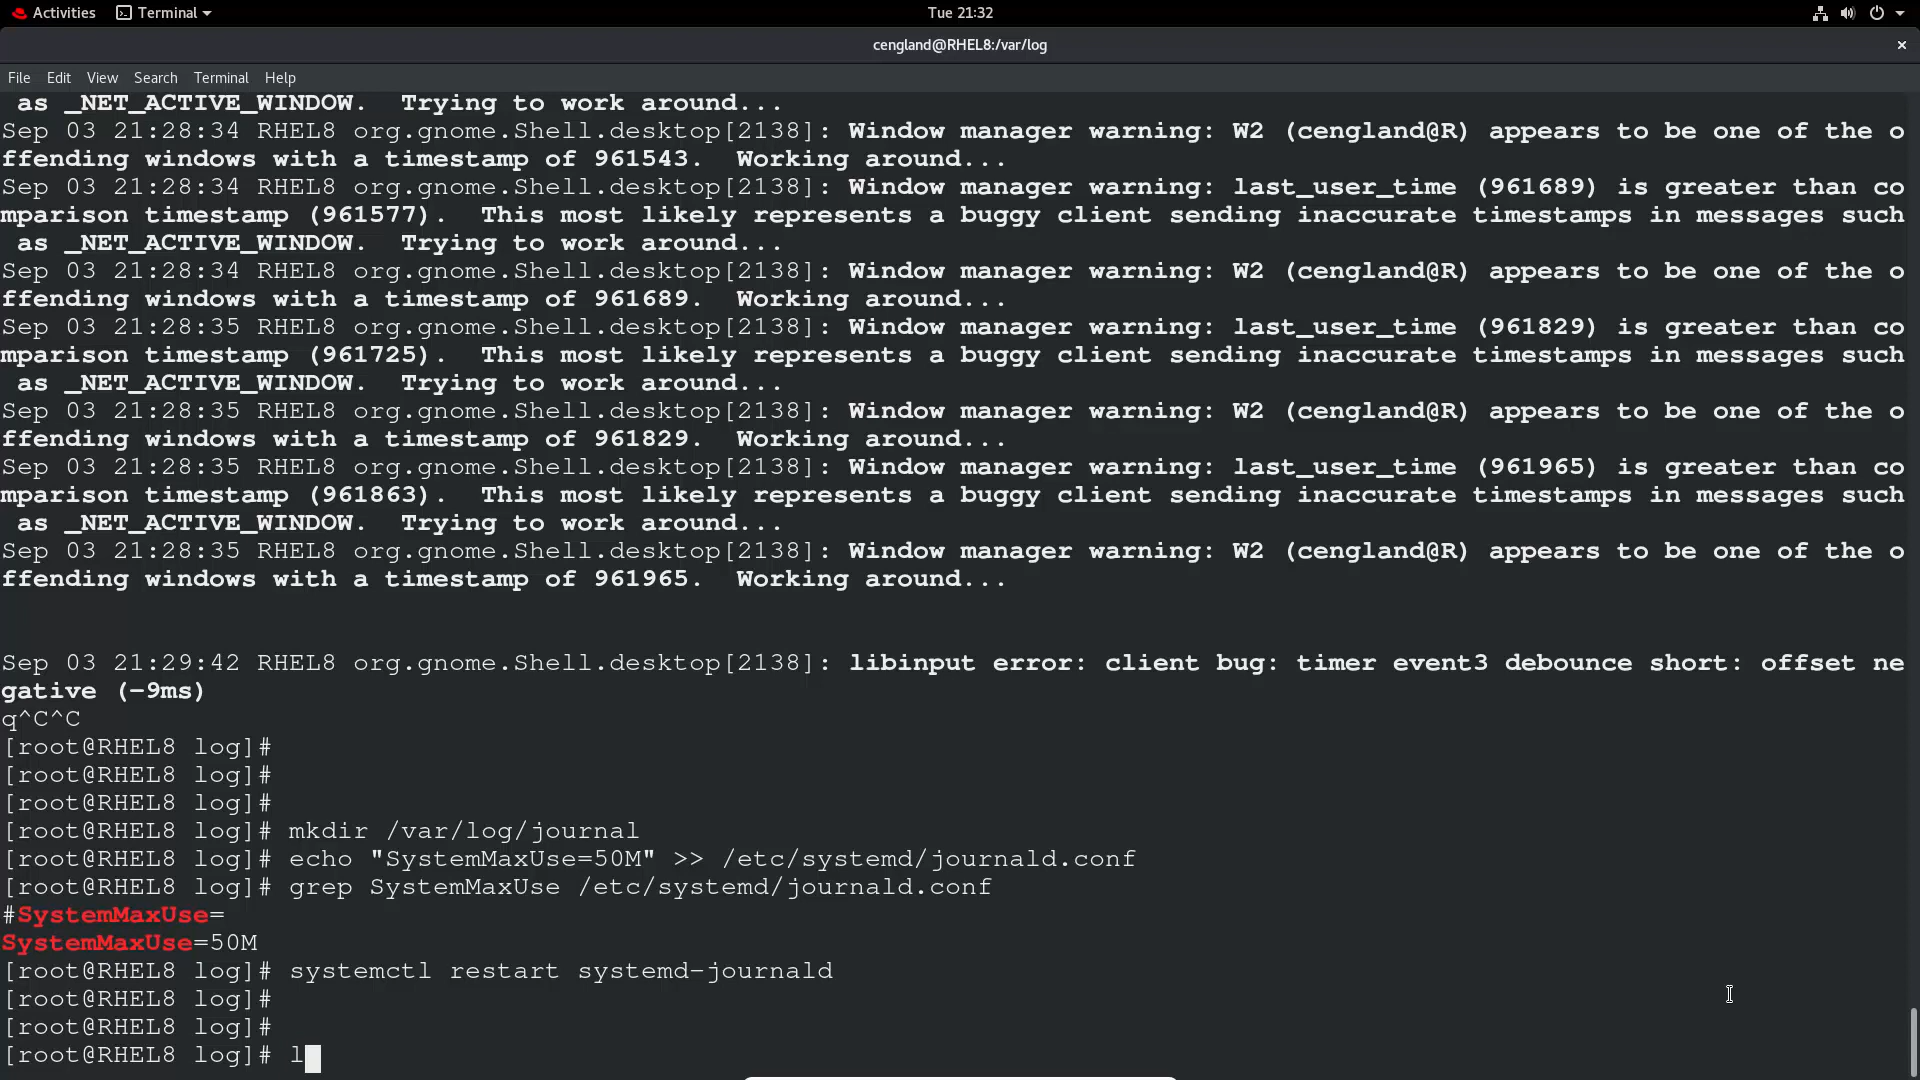 Activities Terminal Tue 21:32
cengland@RHEL8:/var/log ×
File Edit View Search Terminal Help
 as _NET_ACTIVE_WINDOW.  Trying to work around...
Sep 03 21:28:34 RHEL8 org.gnome.Shell.desktop[2138]: Window manager warning: W2 (cengland@R) appears to be one of the o
ffending windows with a timestamp of 961543.  Working around...
Sep 03 21:28:34 RHEL8 org.gnome.Shell.desktop[2138]: Window manager warning: last_user_time (961689) is greater than co
mparison timestamp (961577).  This most likely represents a buggy client sending inaccurate timestamps in messages such
 as _NET_ACTIVE_WINDOW.  Trying to work around...
Sep 03 21:28:34 RHEL8 org.gnome.Shell.desktop[2138]: Window manager warning: W2 (cengland@R) appears to be one of the o
ffending windows with a timestamp of 961689.  Working around...
Sep 03 21:28:35 RHEL8 org.gnome.Shell.desktop[2138]: Window manager warning: last_user_time (961829) is greater than co
mparison timestamp (961725).  This most likely represents a buggy client sending inaccurate timestamps in messages such
 as _NET_ACTIVE_WINDOW.  Trying to work around...
Sep 03 21:28:35 RHEL8 org.gnome.Shell.desktop[2138]: Window manager warning: W2 (cengland@R) appears to be one of the o
ffending windows with a timestamp of 961829.  Working around...
Sep 03 21:28:35 RHEL8 org.gnome.Shell.desktop[2138]: Window manager warning: last_user_time (961965) is greater than co
mparison timestamp (961863).  This most likely represents a buggy client sending inaccurate timestamps in messages such
 as _NET_ACTIVE_WINDOW.  Trying to work around...
Sep 03 21:28:35 RHEL8 org.gnome.Shell.desktop[2138]: Window manager warning: W2 (cengland@R) appears to be one of the o
ffending windows with a timestamp of 961965.  Working around...
Sep 03 21:29:42 RHEL8 org.gnome.Shell.desktop[2138]: libinput error: client bug: timer event3 debounce short: offset ne
gative (-9ms)
q^C^C
[root@RHEL8 log]#
[root@RHEL8 log]#
[root@RHEL8 log]#
[root@RHEL8 log]# mkdir /var/log/journal
[root@RHEL8 log]# echo "SystemMaxUse=50M" >> /etc/systemd/journald.conf
[root@RHEL8 log]# grep SystemMaxUse /etc/systemd/journald.conf
#SystemMaxUse=
SystemMaxUse=50M
[root@RHEL8 log]# systemctl restart systemd-journald
[root@RHEL8 log]#
[root@RHEL8 log]#
[root@RHEL8 log]# l